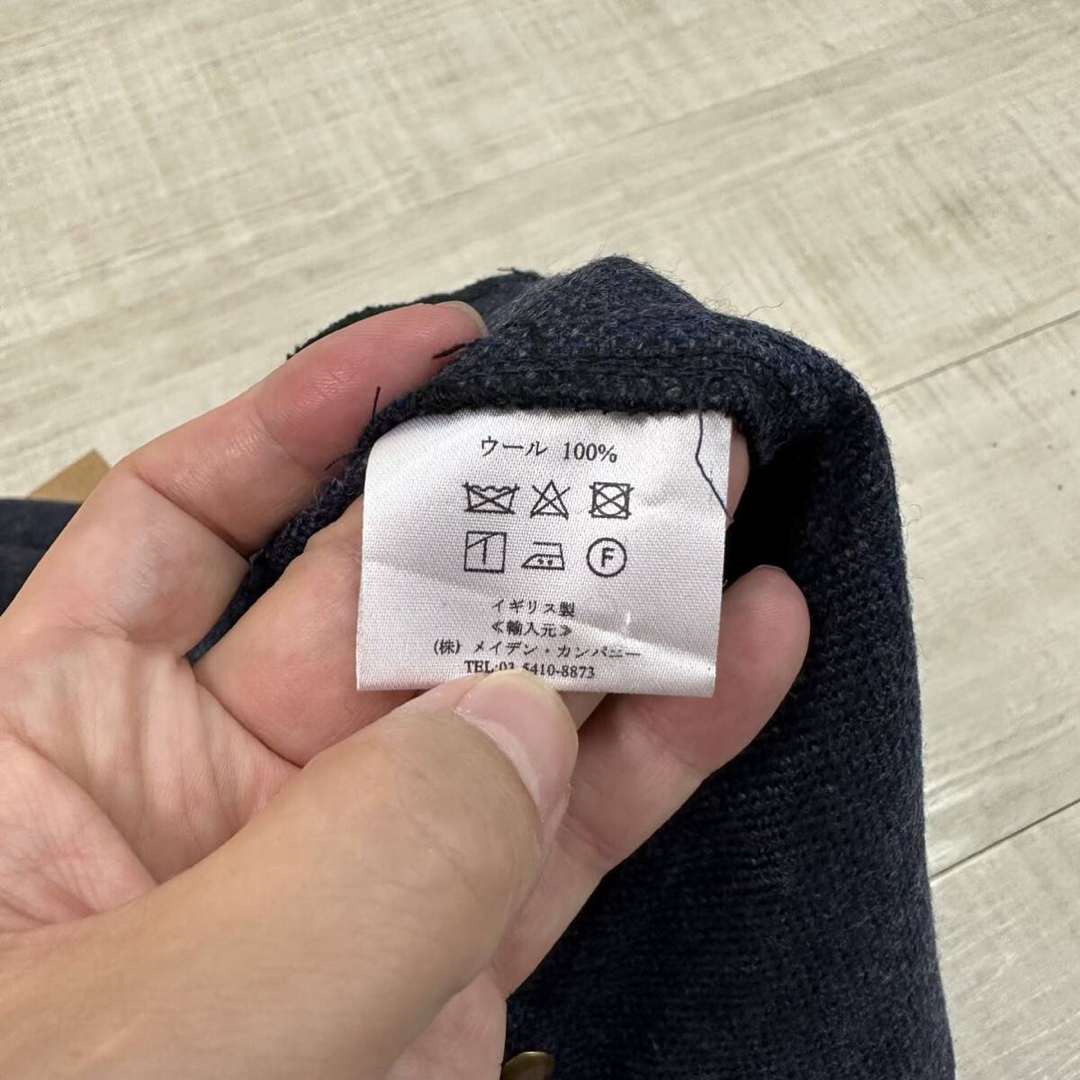 ウール 100%
F
イギリス製
≪輸入元≫
(株) メイデン・カンパニー
TEL:03-5410-8873